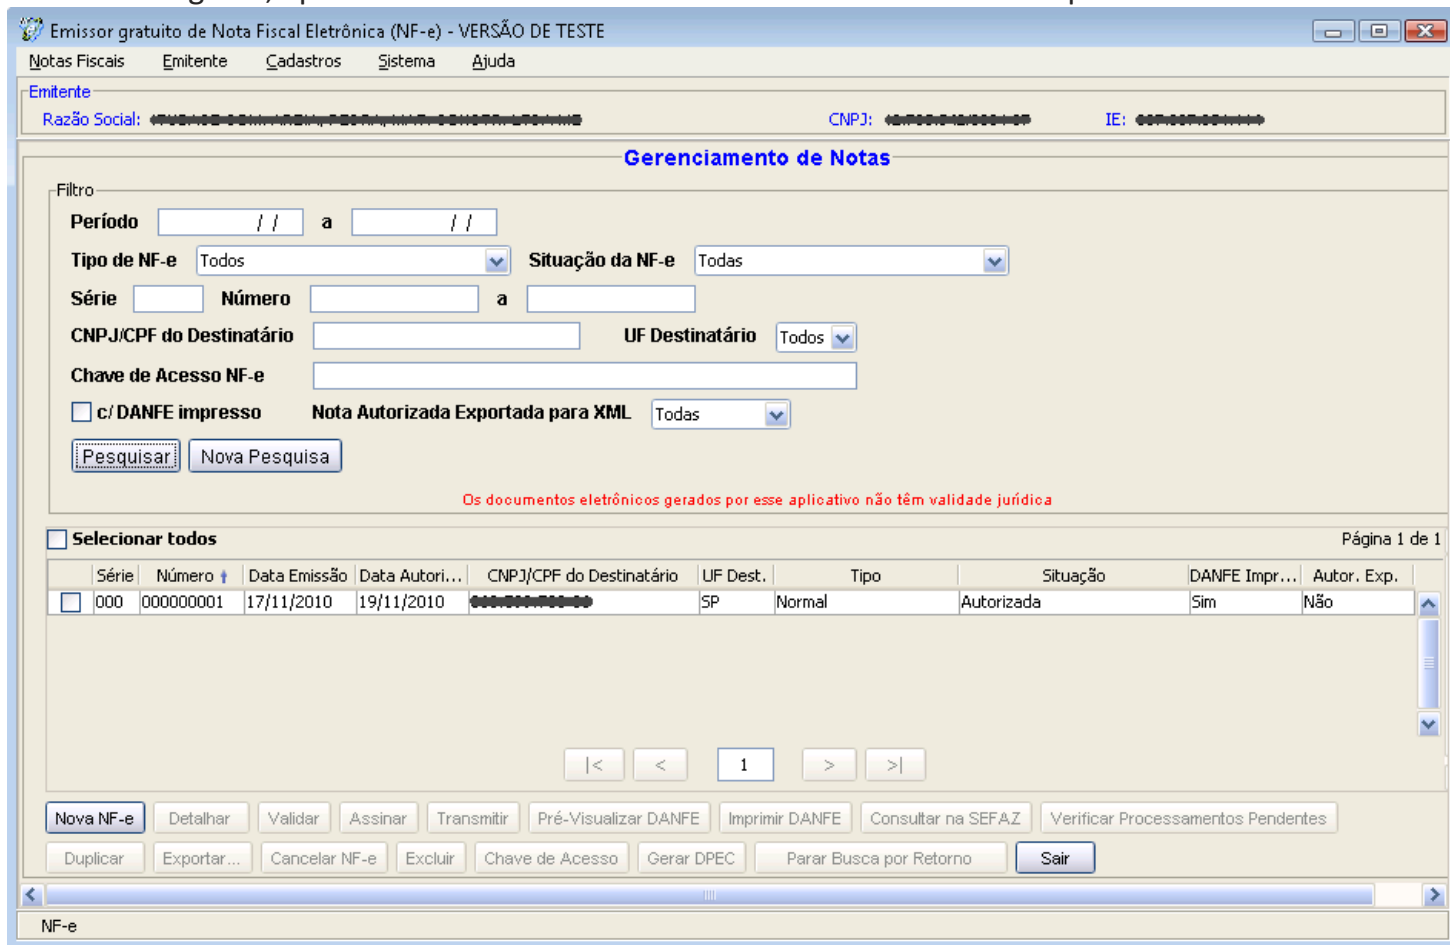 Emissor gratuito de Nota Fiscal Eletrônica (NF-e) - VERSÃO DE TESTE
Notas Fiscais Emitente Cadastros Sistema Ajuda
Emitente
Razão Social: CNPJ: IE:
Gerenciamento de Notas
Filtro
Período / / a / /
Tipo de NF-e Todos Situação da NF-e Todas
Série Número a
CNPJ/CPF do Destinatário UF Destinatário Todos
Chave de Acesso NF-e
c/ DANFE impresso Nota Autorizada Exportada para XML Todas
Pesquisar Nova Pesquisa
Os documentos eletrônicos gerados por esse aplicativo não têm validade jurídica
Selecionar todos Página 1 de 1
Série Número Data Emissão Data Autori... CNPJ/CPF do Destinatário UF Dest. Tipo Situação DANFE Impr... Autor. Exp.
000 000000001 17/11/2010 19/11/2010 SP Normal Autorizada Sim Não
|< < 1 > >|
Nova NF-e Detalhar Validar Assinar Transmitir Pré-Visualizar DANFE Imprimir DANFE Consultar na SEFAZ Verificar Processamentos Pendentes
Duplicar Exportar... Cancelar NF-e Excluir Chave de Acesso Gerar DPEC Parar Busca por Retorno Sair
NF-e